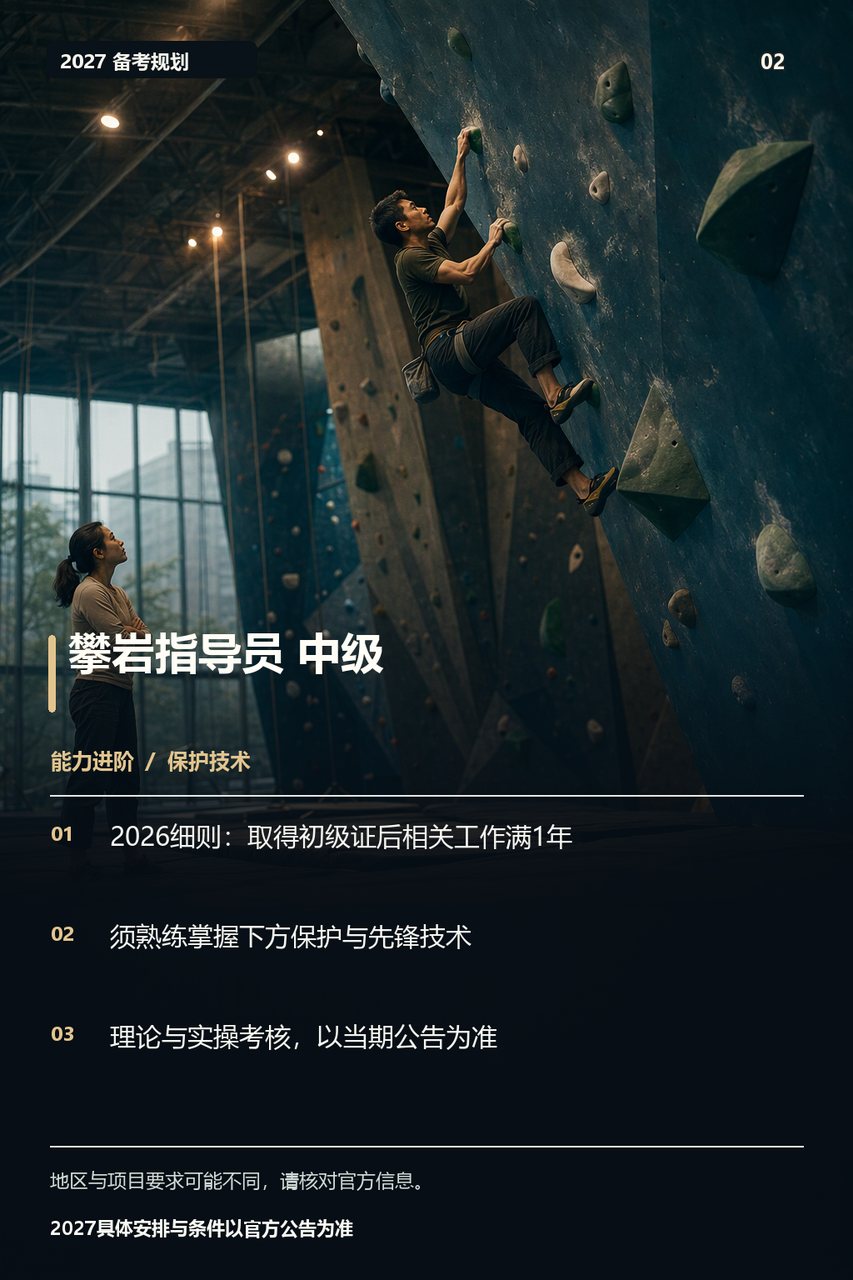 2027 备考规划
02
攀岩指导员 中级
能力进阶 / 保护技术
01 2026细则：取得初级证后相关工作满1年
02 须熟练掌握下方保护与先锋技术
03 理论与实操考核，以当期公告为准
地区与项目要求可能不同，请核对官方信息。
2027具体安排与条件以官方公告为准